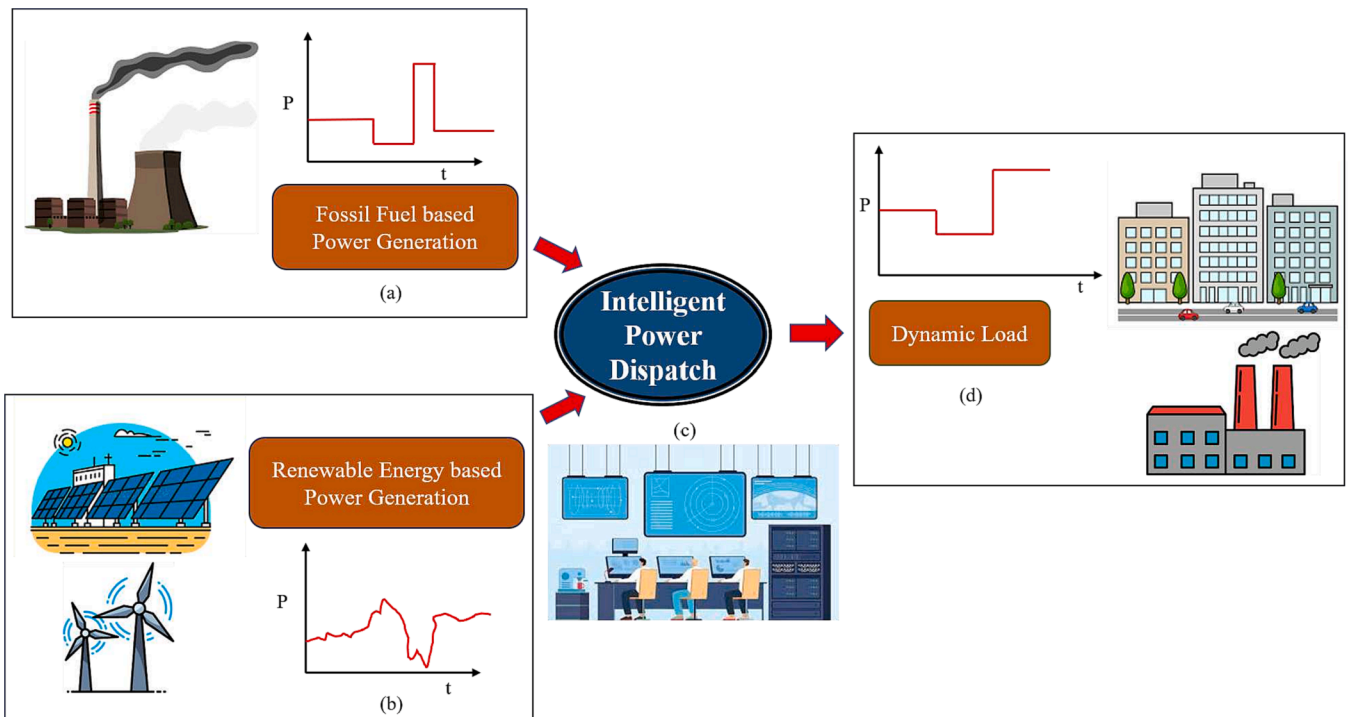 P
t
Fossil Fuel based
Power Generation
(a)
Renewable Energy based
Power Generation
P
t
(b)
Intelligent
Power
Dispatch
(c)
P
t
Dynamic Load
(d)